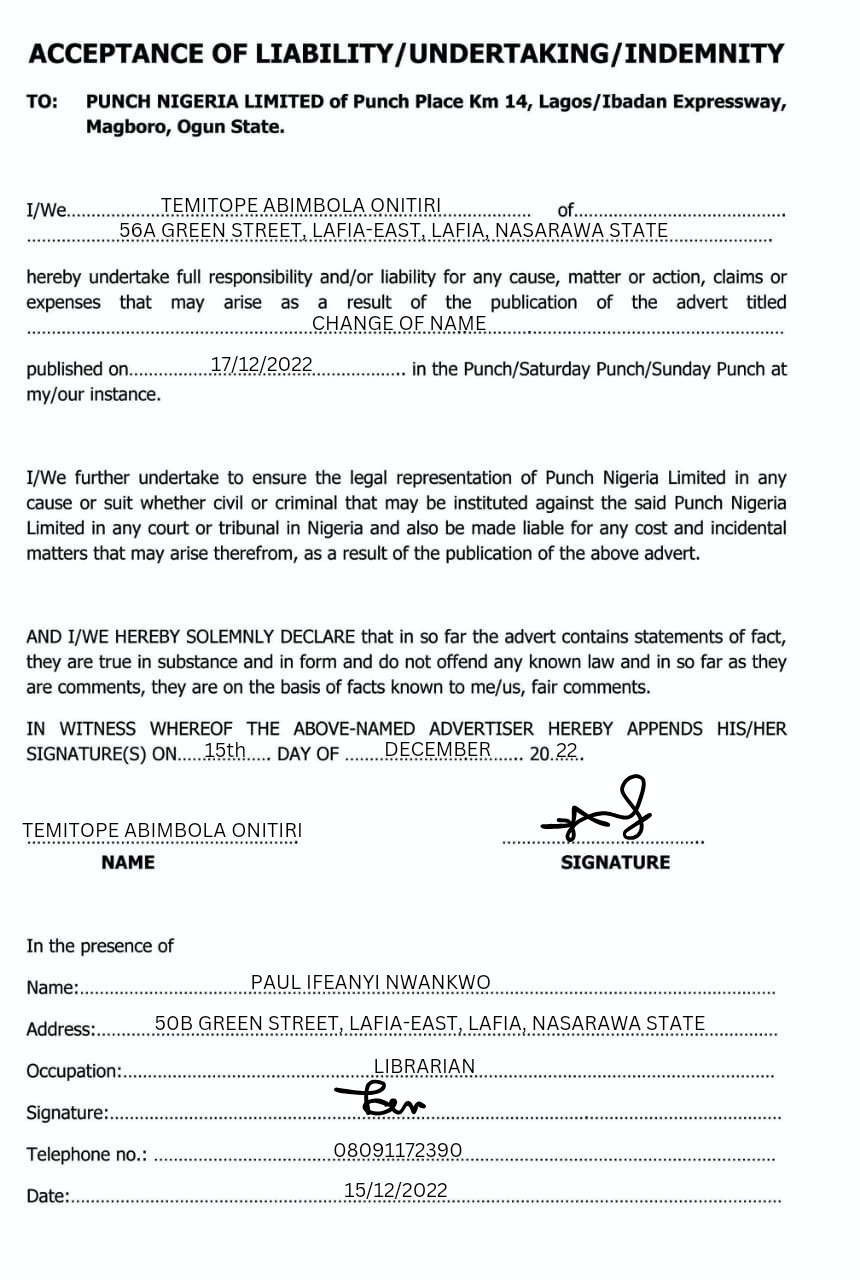 ACCEPTANCE OF LIABILITY/UNDERTAKING/INDEMNITY
TO: PUNCH NIGERIA LIMITED of Punch Place Km 14, Lagos/Ibadan Expressway,
Magboro, Ogun State.
I/We..........TEMITOPE ABIMBOLA ONITIRI.......... of..........
..........56A GREEN STREET, LAFIA-EAST, LAFIA, NASARAWA STATE..........
hereby undertake full responsibility and/or liability for any cause, matter or action, claims or
expenses that may arise as a result of the publication of the advert titled
..........CHANGE OF NAME..........
published on..........17/12/2022.......... in the Punch/Saturday Punch/Sunday Punch at
my/our instance.
I/We further undertake to ensure the legal representation of Punch Nigeria Limited in any
cause or suit whether civil or criminal that may be instituted against the said Punch Nigeria
Limited in any court or tribunal in Nigeria and also be made liable for any cost and incidental
matters that may arise therefrom, as a result of the publication of the above advert.
AND I/WE HEREBY SOLEMNLY DECLARE that in so far the advert contains statements of fact,
they are true in substance and in form and do not offend any known law and in so far as they
are comments, they are on the basis of facts known to me/us, fair comments.
IN WITNESS WHEREOF THE ABOVE-NAMED ADVERTISER HEREBY APPENDS HIS/HER
SIGNATURE(S) ON.....15th..... DAY OF ..........DECEMBER.......... 20.22.
TEMITOPE ABIMBOLA ONITIRI
NAME SIGNATURE
In the presence of
Name:..........PAUL IFEANYI NWANKWO..........
Address:..........50B GREEN STREET, LAFIA-EAST, LAFIA, NASARAWA STATE..........
Occupation:..........LIBRARIAN..........
Signature:..........
Telephone no.: ..........08091172390..........
Date:..........15/12/2022..........